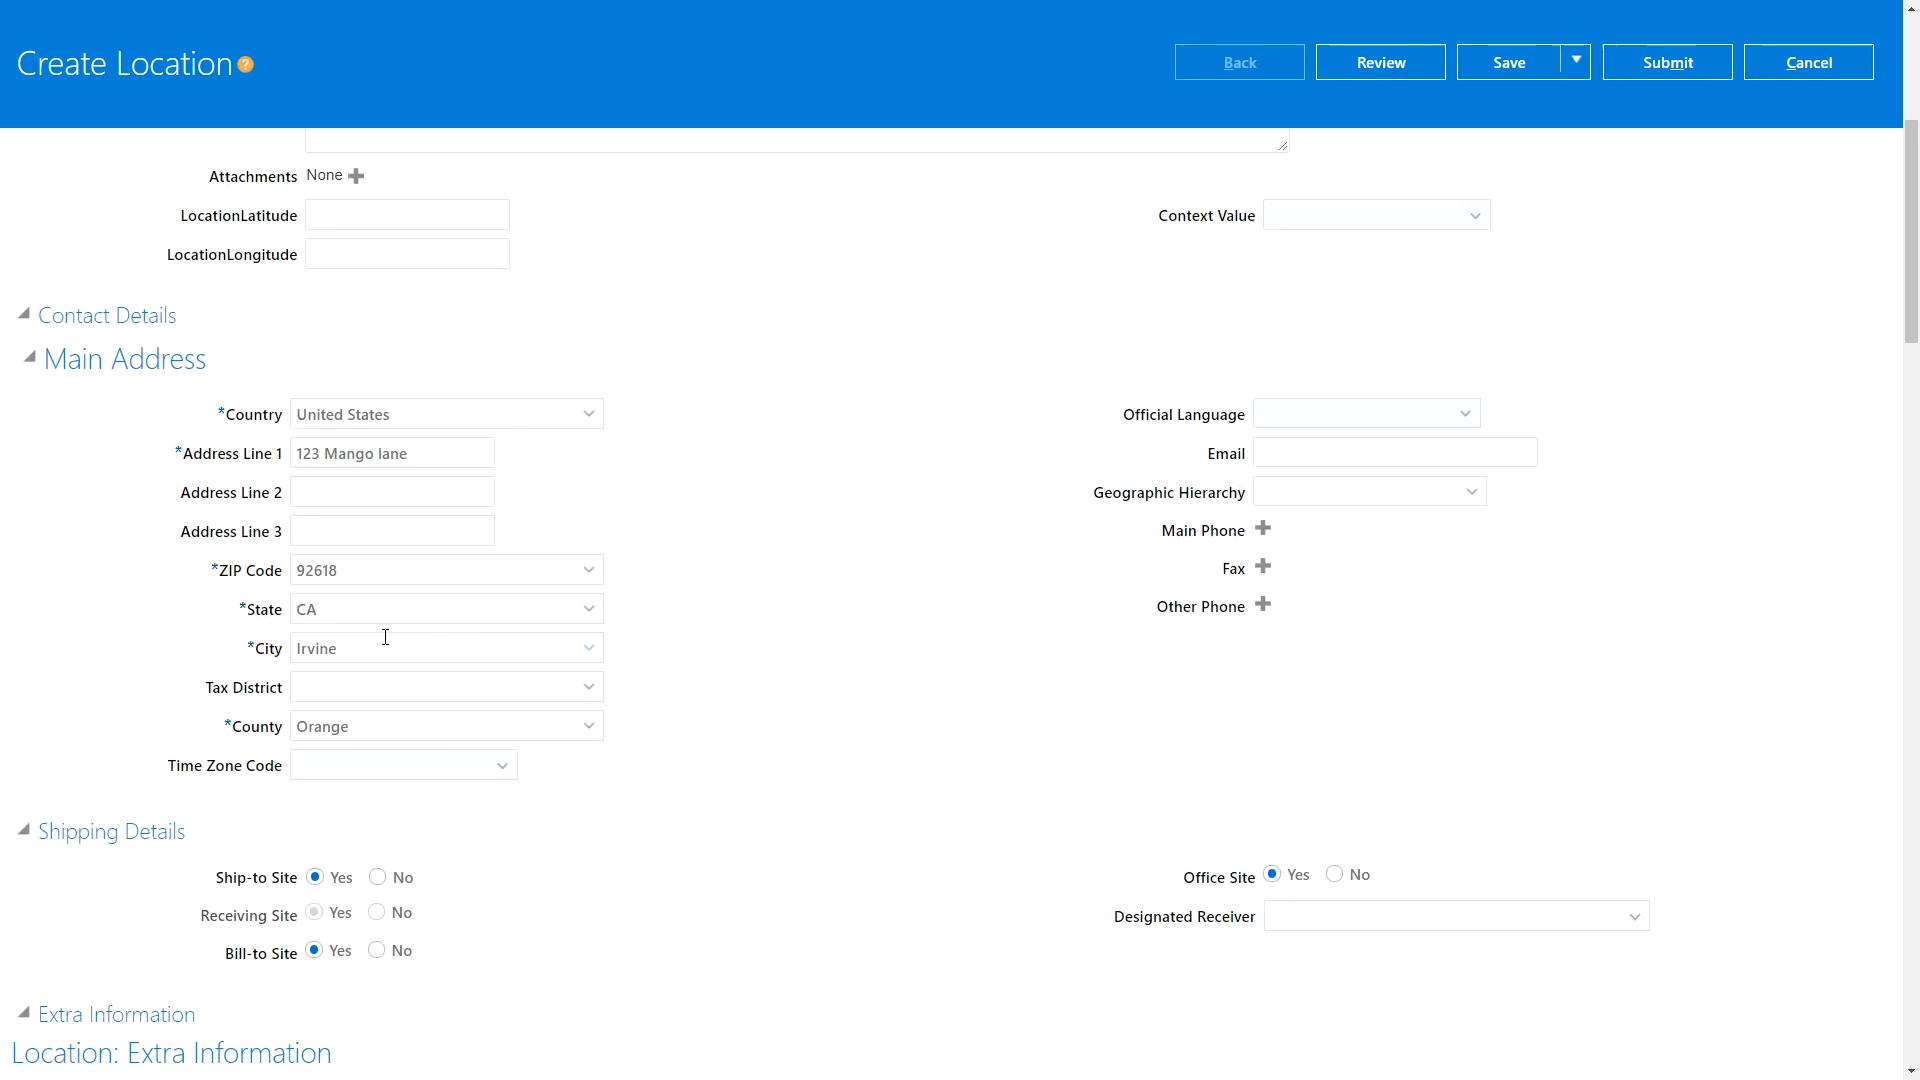 Create Location ?
Back Review Save Submit Cancel
Attachments None
LocationLatitude
Context Value
LocationLongitude
Contact Details
Main Address
*Country United States
Official Language
*Address Line 1 123 Mango lane
Email
Address Line 2
Geographic Hierarchy
Address Line 3
Main Phone
*ZIP Code 92618
Fax
*State CA
Other Phone
*City Irvine
Tax District
*County Orange
Time Zone Code
Shipping Details
Ship-to Site Yes No
Office Site Yes No
Receiving Site Yes No
Designated Receiver
Bill-to Site Yes No
Extra Information
Location: Extra Information